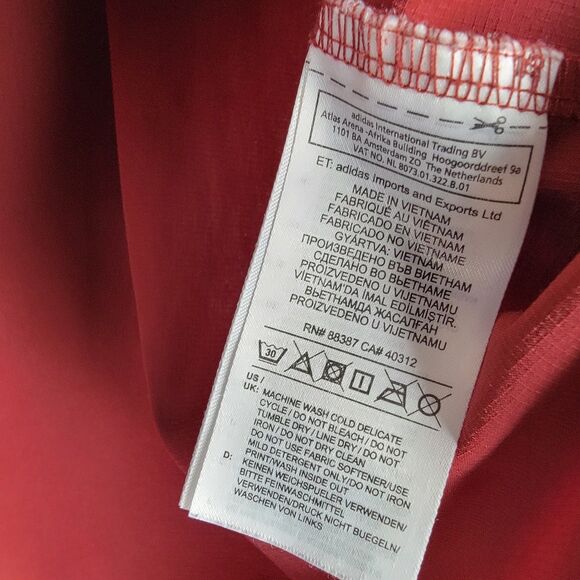 adidas International Trading BV
Atlas Arena -Afrika Building Hoogoorddreef 9a
1101 BA Amsterdam ZO The Netherlands
VAT NO, NL 8073.01.322.B.01
ET: adidas Imports and Exports Ltd
MADE IN VIETNAM
FABRIQUÉ AU VIÊTNAM
FABRICADO EN VIETNAM
FABRICADO NO VIETNAME
GYÁRTVA: VIETNAM
ПРОИЗВЕДЕНО ВЪВ ВИЕТНАМ
СДЕЛАНО ВО ВЬЕТНАМЕ
PROIZVEDENO U VIJETNAMU
VIETNAM'DA İMAL EDİLMİŞTİR.
ВЬЕТНАМДА ЖАСАЛҒАН
PROIZVEDENO U VIJETNAMU
RN# 88387 CA# 40312
30
US /
UK: MACHINE WASH COLD DELICATE
CYCLE / DO NOT BLEACH / DO NOT
TUMBLE DRY / LINE DRY / DO NOT
IRON / DO NOT DRY CLEAN
DO NOT USE FABRIC SOFTENER/USE
MILD DETERGENT ONLY/DO NOT IRON
PRINT/WASH INSIDE OUT
D: KEINEN WEICHSPUELER VERWENDEN/
BITTE FEINWASCHMITTEL
VERWENDEN/DRUCK NICHT BUEGELN/
WASCHEN VON LINKS